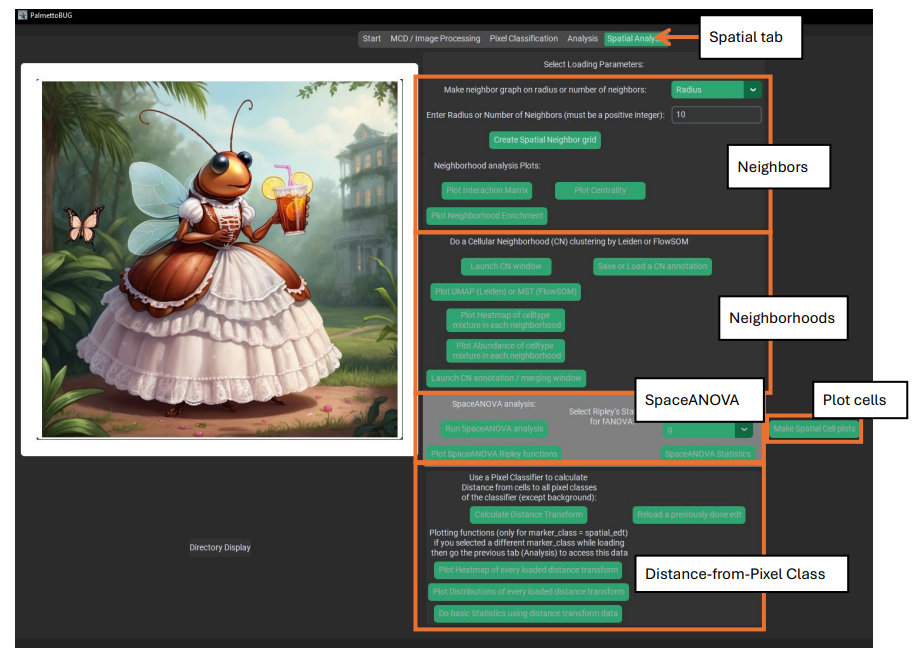 PalmettoBUG
Spatial tab
Start MCD / Image Processing Pixel Classification Analysis Spatial Analy
Select Loading Parameters:
Make neighbor graph on radius or number of neighbors: Radius
Enter Radius or Number of Neighbors (must be a positive integer): 10
Create Spatial Neighbor grid
Neighbors
Neighborhood analysis Plots:
Plot Interaction Matrix Plot Centrality
Plot Neighborhood Enrichment
Do a Cellular Neighborhood (CN) clustering by Leiden or FlowSOM
Launch CN window Save or Load a CN annotation
Plot UMAP (Leiden) or MST (FlowSOM)
Neighborhoods
Plot Heatmap of celltype
mixture in each neighborhood
Plot Abundance of celltype
mixture in each neighborhood
Launch CN annotation / merging window
SpaceANOVA
Plot cells
SpaceANOVA analysis:
Select Ripley's Sta
for fANOVA:
Run SpaceANOVA analysis g Make Spatial Cell plots
Plot SpaceANOVA Ripley functions SpaceANOVA Statistics
Use a Pixel Classifier to calculate
Distance from cells to all pixel classes
of the classifier (except background):
Calculate Distance Transform Reload a previously done edt
Plotting functions (only for marker_class = spatial_edt)
if you selected a different marker_class while loading
then go the previous tab (Analysis) to access this data
Directory Display
Plot Heatmap of every loaded distance transform
Distance-from-Pixel Class
Plot Distributions of every loaded distance transform
Do basic Statistics using distance transform data